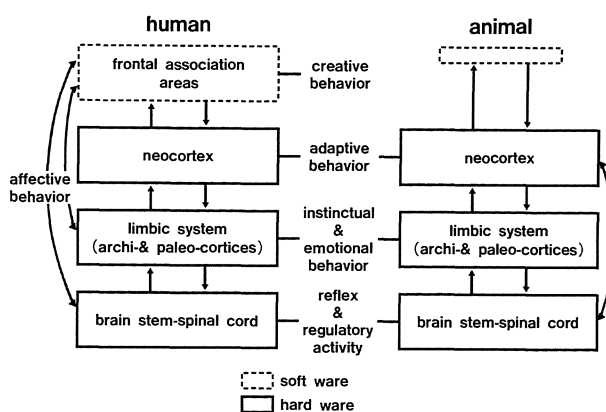 human
animal
frontal association
areas
creative
behavior
neocortex
adaptive
behavior
neocortex
affective
behavior
limbic system
(archi-& paleo-cortices)
instinctual
&
emotional
behavior
limbic system
(archi-& paleo-cortices)
brain stem-spinal cord
reflex
&
regulatory
activity
brain stem-spinal cord
soft ware
hard ware